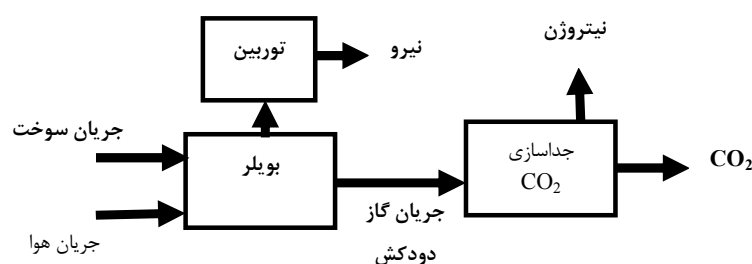 نیتروژن
توربین
نیرو
جریان سوخت
بویلر
جداسازی
CO₂
CO₂
جریان گاز
دودکش
جریان هوا